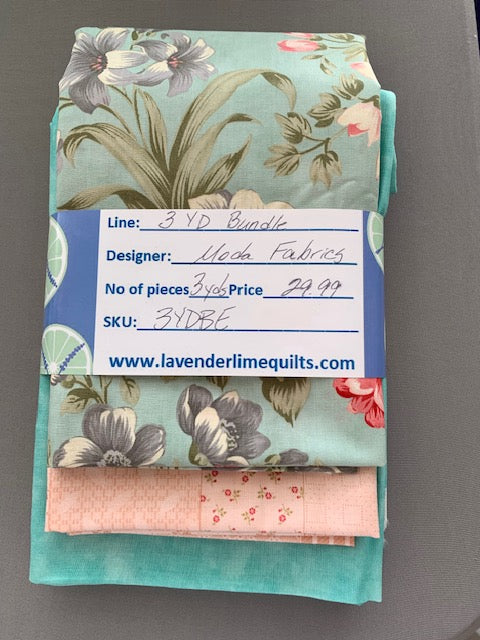 Line: 3 YD Bundle
Designer: Moda Fabrics
No of pieces 3yds Price 29.99
SKU: 3YDBE
www.lavenderlimequilts.com